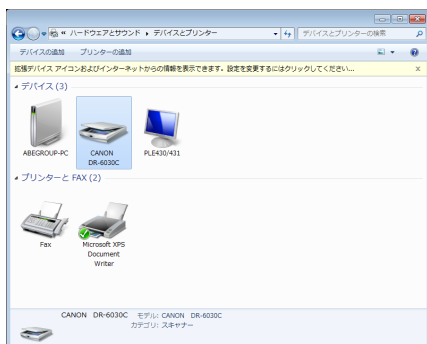 « ハードウェアとサウンド ▸ デバイスとプリンター
デバイスとプリンターの検索
デバイスの追加 プリンターの追加
拡張デバイス アイコンおよびインターネットからの情報を表示できます。設定を変更するにはクリックしてください...
デバイス (3)
ABEGROUP-PC
CANON
DR-6030C
PLE430/431
プリンターと FAX (2)
Fax
Microsoft XPS
Document
Writer
CANON DR-6030C モデル: CANON DR-6030C
カテゴリ: スキャナー